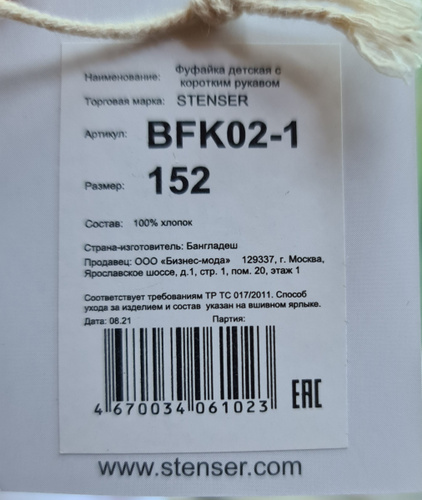 Наименование: Фуфайка детская с
коротким рукавом
Торговая марка: STENSER
Артикул: BFK02-1
Размер: 152
Состав: 100% хлопок
Страна-изготовитель: Бангладеш
Продавец: ООО «Бизнес-мода» 129337, г. Москва,
Ярославское шоссе, д.1, стр. 1, пом. 20, этаж 1
Соответствует требованиям ТР ТС 017/2011. Способ
ухода за изделием и состав указан на вшивном ярлыке.
Дата: 08.21 Партия:
4 670034 061023
EAC
www.stenser.com